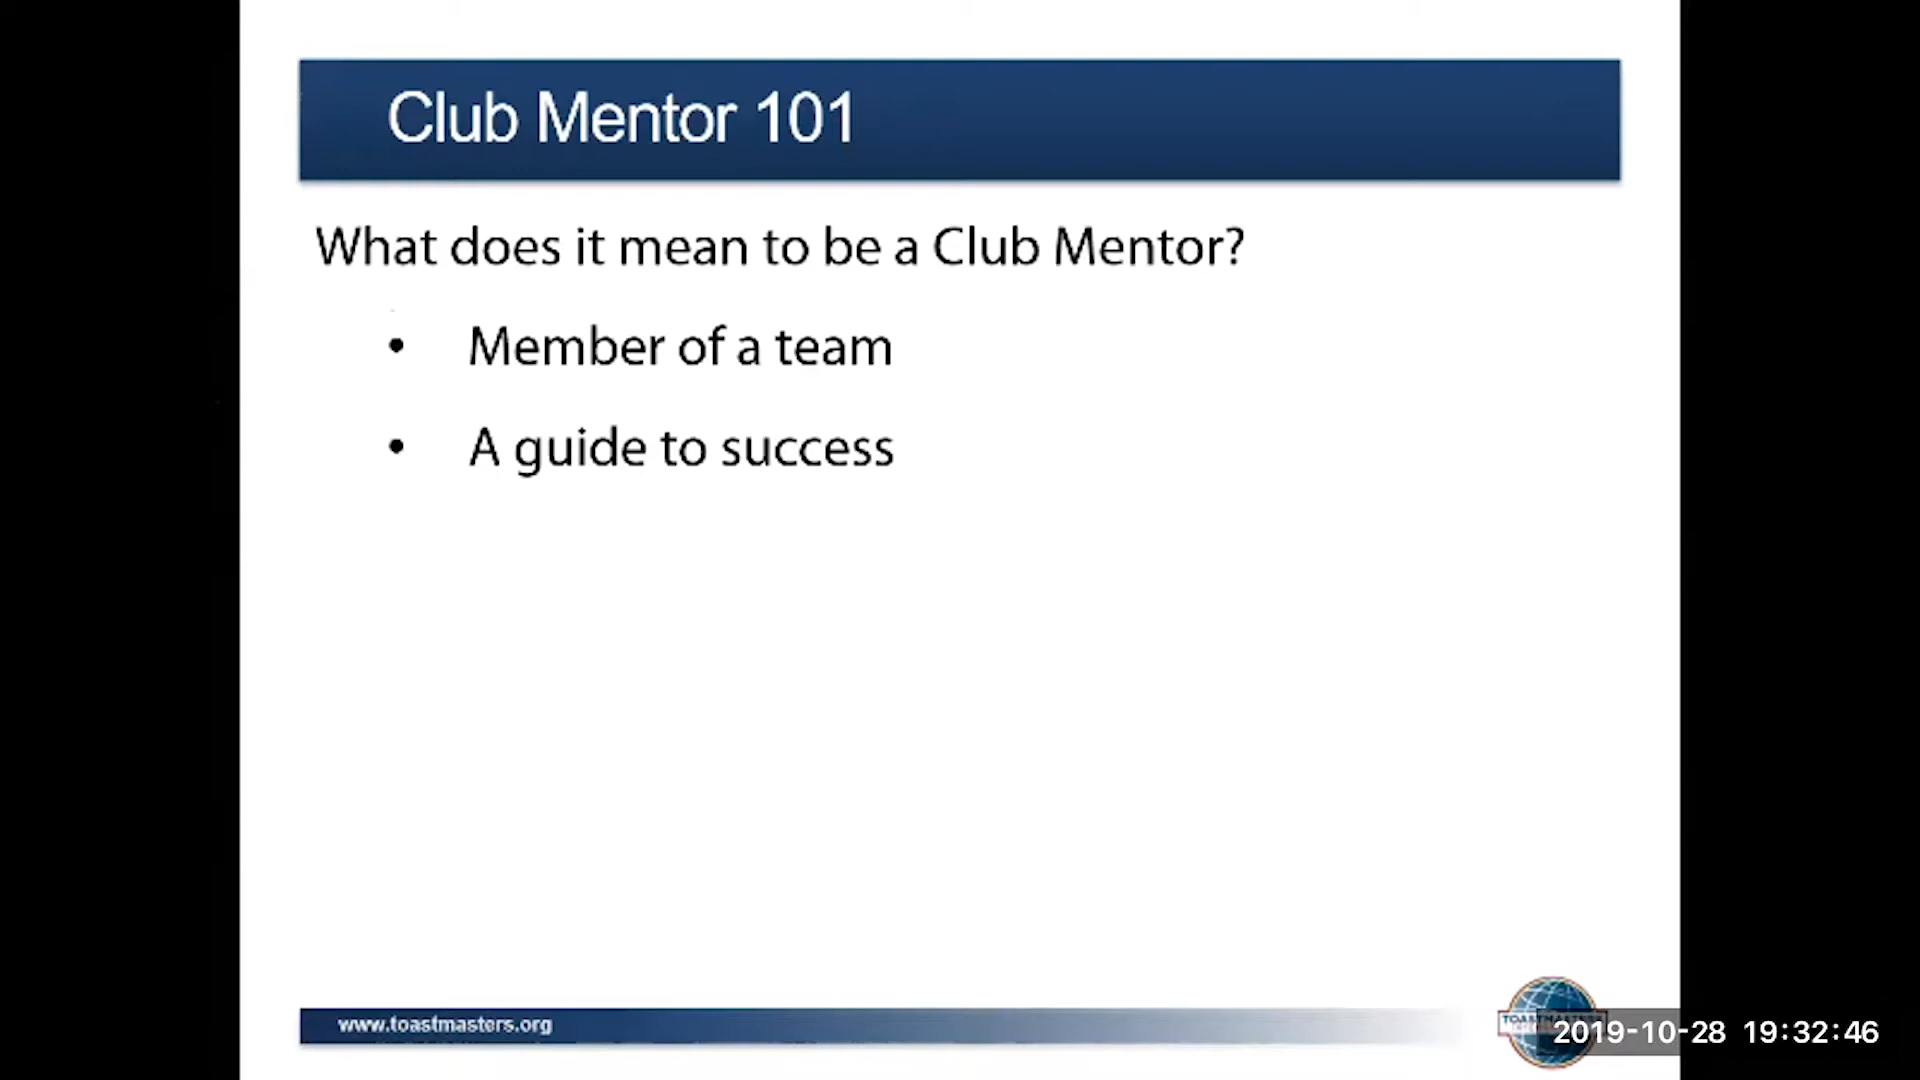 Club Mentor 101
What does it mean to be a Club Mentor?
• Member of a team
• A guide to success
www.toastmasters.org
2019-10-28 19:32:46